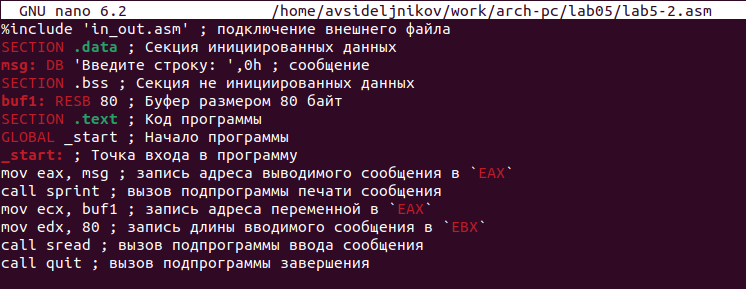 GNU nano 6.2 /home/avsideljnikov/work/arch-pc/lab05/lab5-2.asm
%include 'in_out.asm' ; подключение внешнего файла
SECTION .data ; Секция инициированных данных
msg: DB 'Введите строку: ',0h ; сообщение
SECTION .bss ; Секция не инициированных данных
buf1: RESB 80 ; Буфер размером 80 байт
SECTION .text ; Код программы
GLOBAL _start ; Начало программы
_start: ; Точка входа в программу
mov eax, msg ; запись адреса выводимого сообщения в `EAX`
call sprint ; вызов подпрограммы печати сообщения
mov ecx, buf1 ; запись адреса переменной в `EAX`
mov edx, 80 ; запись длины вводимого сообщения в `EBX`
call sread ; вызов подпрограммы ввода сообщения
call quit ; вызов подпрограммы завершения